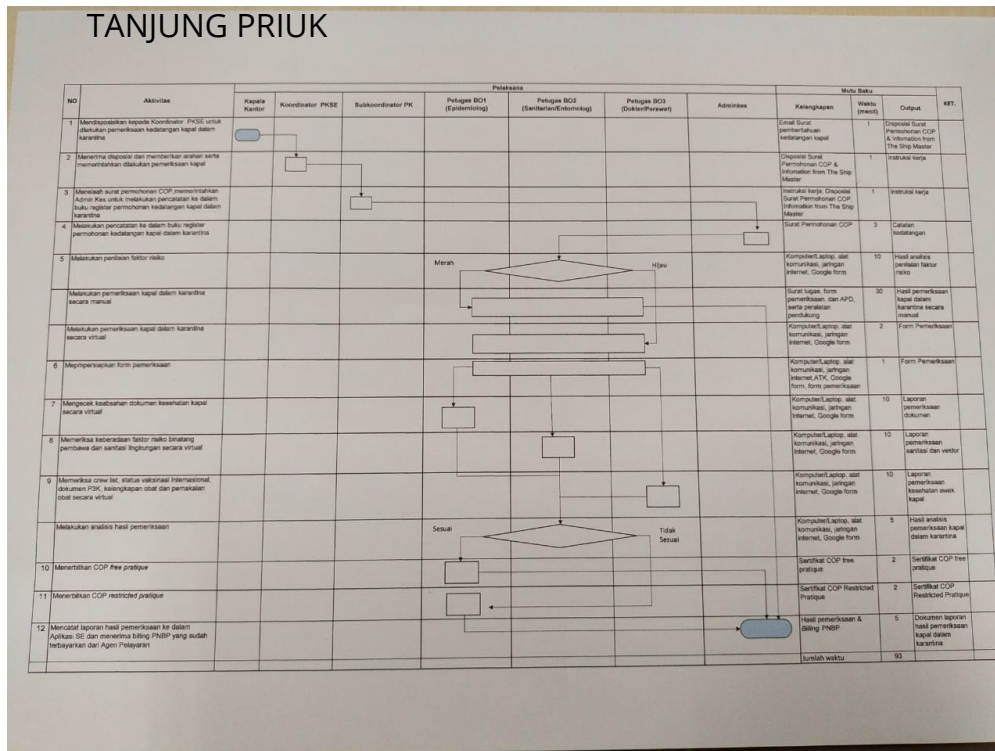 TANJUNG PRIUK
Pelaksana
Mutu Baku
NO
Aktivitas
Kepala
Kantor
Koordinator PKSE
Subkoordinator PK
Petugas BO1
(Epidemiolog)
Petugas BO2
(Sanitarian/Entomolog)
Petugas BO3
(Dokter/Perawat)
Adminkes
Kelengkapan
Waktu
(menit)
Output
KET.
1
Mendisposisikan kepada Koordinator PKSE untuk
dilakukan pemeriksaan kedatangan kapal dalam
karantina
Email Surat
pemberitahuan
kedatangan kapal
1
Disposisi Surat
Permohonan COP
& Infomation from
The Ship Master
2
Menerima disposisi dan memberikan arahan serta
memerintahkan dilakukan pemeriksaan kapal
Disposisi Surat
Permohonan COP &
Infomation from The Ship
Master
1
Instruksi kerja
3
Menelaah surat permohonan COP,memerintahkan
Admin Kes untuk melakukan pencatatan ke dalam
buku register permohonan kedatangan kapal dalam
karantina
Instruksi kerja, Disposisi
Surat Permohonan COP,
Infomation from The Ship
Master
1
Instruksi kerja
4
Melakukan pencatatan ke dalam buku register
permohonan kedatangan kapal dalam karantina
Surat Permohonan COP
3
Catatan
kedatangan
5
Melakukan penilaian faktor risiko
Merah
Hijau
Komputer/Laptop, alat
komunikasi, jaringan
internet, Google form
10
Hasil analisis
penilaian faktor
risiko
Melakukan pemeriksaan kapal dalam karantina
secara manual
Surat tugas, form
pemeriksaan, dan APD,
serta peralatan
pendukung
30
Hasil pemeriksaan
kapal dalam
karantina secara
manual
Melakukan pemeriksaan kapal dalam karantina
secara virtual
Komputer/Laptop, alat
komunikasi, jaringan
internet, Google form
2
Form Pemeriksaan
6
Mepmpersiapkan form pemeriksaan
Komputer/Laptop, alat
komunikasi, jaringan
internet,ATK, Google
form, form pemeriksaan
1
Form Pemeriksaan
7
Mengecek keabsahan dokumen kesehatan kapal
secara virtual
Komputer/Laptop, alat
komunikasi, jaringan
internet, Google form
10
Laporan
pemeriksaan
dokumen
8
Memeriksa keberadaan faktor risiko binatang
pembawa dan sanitasi lingkungan secara virtual
Komputer/Laptop, alat
komunikasi, jaringan
internet, Google form
10
Laporan
pemeriksaan
sanitasi dan vektor
9
Memeriksa crew list, status vaksinasi Internasional,
dokumen P3K, kelengkapan obat dan pemakaian
obat secara virtual
Komputer/Laptop, alat
komunikasi, jaringan
internet, Google form
10
Laporan
pemeriksaan
kesehatan awak
kapal
Melakukan analisis hasil pemeriksaan
Sesuai
Tidak
Sesuai
Komputer/Laptop, alat
komunikasi, jaringan
internet, Google form
5
Hasil analisis
pemeriksaan kapal
dalam karantina
10
Menerbitkan COP free pratique
Sertifikat COP free
pratique
2
Sertifikat COP free
pratique
11
Menerbitkan COP restricted pratique
Sertifikat COP Restricted
Pratique
2
Sertifikat COP
Restricted Pratique
12
Mencatat laporan hasil pemeriksaan ke dalam
Aplikasi SE dan menerima billing PNBP yang sudah
terbayarkan dari Agen Pelayaran
Hasil pemeriksaan &
Billing PNBP
5
Dokumen laporan
hasil pemeriksaan
kapal dalam
karantina
Jumlah waktu
93